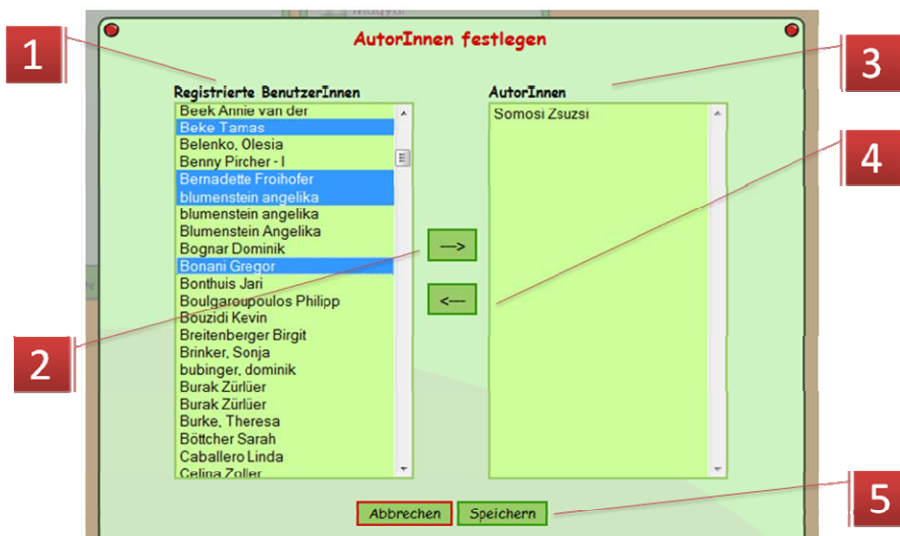 Magyar
AutorInnen festlegen
1
3
Registrierte BenutzerInnen
AutorInnen
Beek Annie van der
Beke Tamas
Belenko, Olesia
Benny Pircher - I
Bernadette Froihofer
blumenstein angelika
blumenstein angelika
Blumenstein Angelika
Bognar Dominik
Bonani Gregor
Bonthuis Jari
Boulgaroupoulos Philipp
Bouzidi Kevin
Breitenberger Birgit
Brinker, Sonja
bubinger, dominik
Burak Zürlüer
Burak Zürlüer
Burke, Theresa
Böttcher Sarah
Caballero Linda
Celina Zoller
Somosi Zsuzsi
4
--->
<---
2
Abbrechen Speichern
5